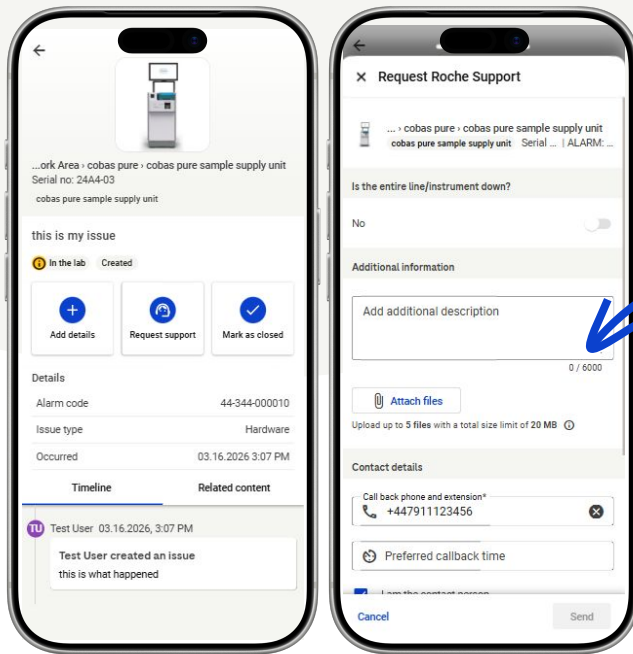 ...ork Area › cobas pure › cobas pure sample supply unit
Serial no: 24A4-03
cobas pure sample supply unit
this is my issue
In the lab Created
Add details Request support Mark as closed
Details
Alarm code 44-344-000010
Issue type Hardware
Occurred 03.16.2026 3:07 PM
Timeline Related content
TU Test User 03.16.2026, 3:07 PM
Test User created an issue
this is what happened
Request Roche Support
... › cobas pure › cobas pure sample supply unit
cobas pure sample supply unit Serial ... | ALARM: ...
Is the entire line/instrument down?
No
Additional information
Add additional description
0 / 6000
Attach files
Upload up to 5 files with a total size limit of 20 MB
Contact details
Call back phone and extension*
+447911123456
Preferred callback time
I am the contact person
Cancel Send